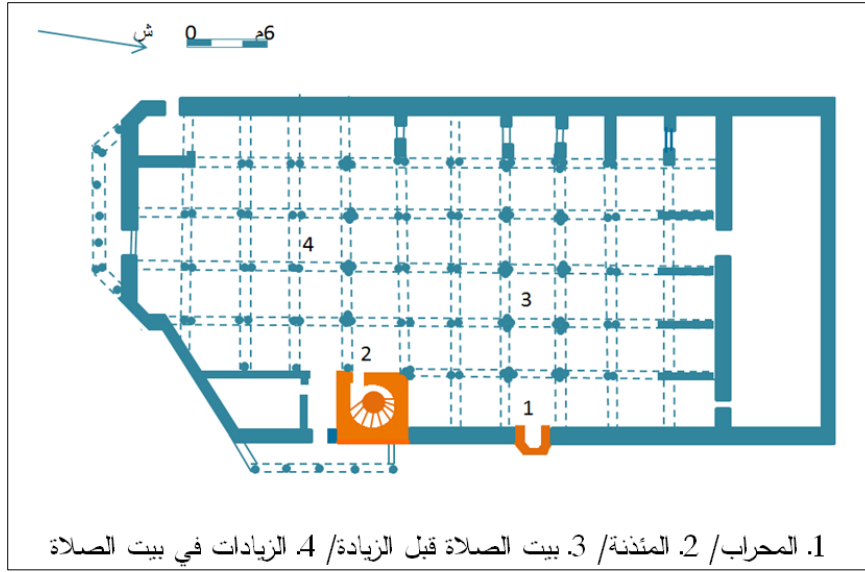 ش 0 6م
4
3
2
1
1. المحراب/ 2. المئذنة/ 3. بيت الصلاة قبل الزيادة/ 4. الزيادات في بيت الصلاة